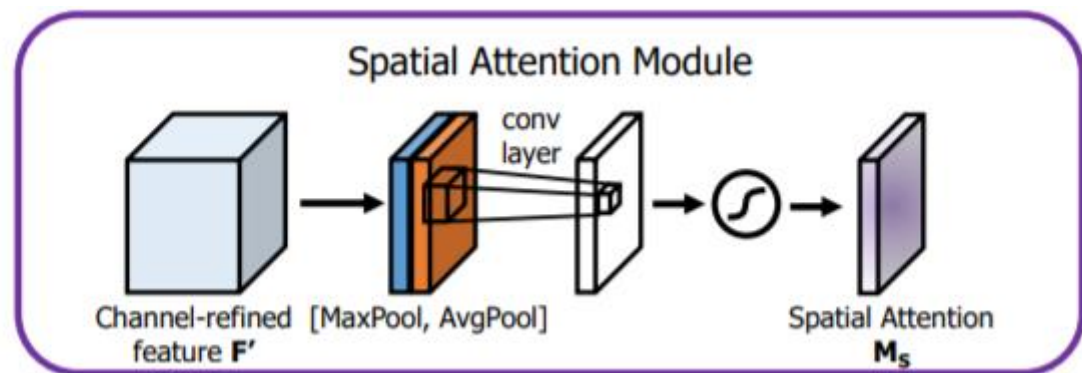 Spatial Attention Module
conv
layer
Channel-refined
feature F’
[MaxPool, AvgPool]
Spatial Attention
Ms